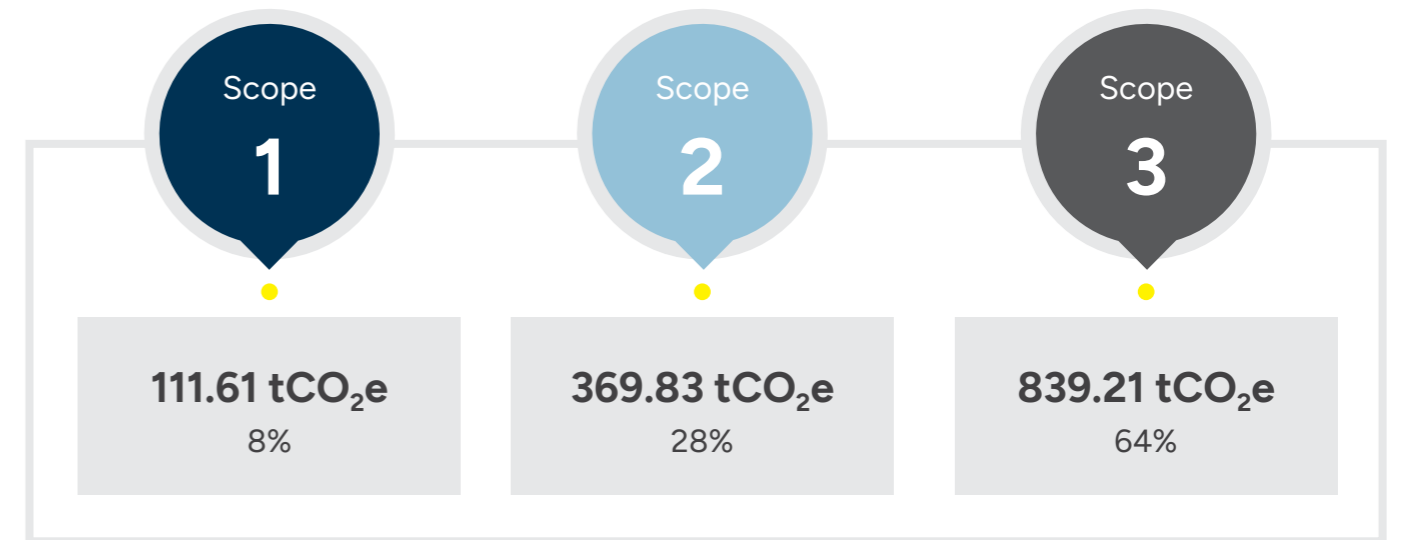 Scope
1
111.61 tCO₂e
8%
Scope
2
369.83 tCO₂e
28%
Scope
3
839.21 tCO₂e
64%